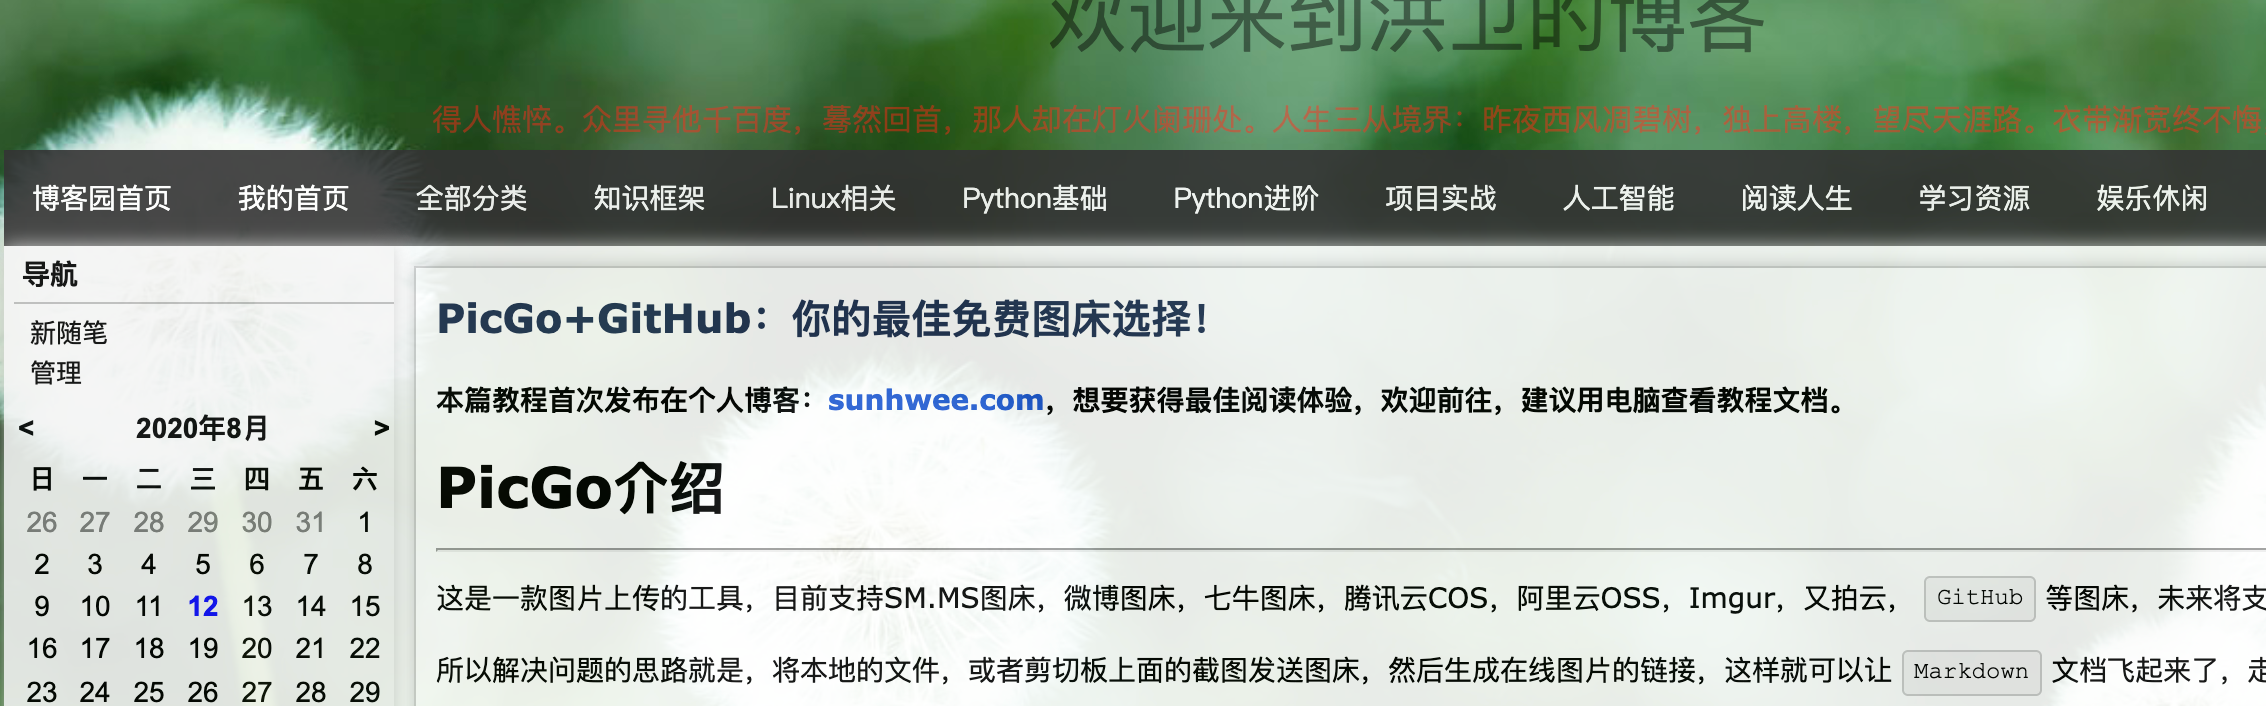 欢迎来到洪卫的博客
得人憔悴。众里寻他千百度，蓦然回首，那人却在灯火阑珊处。人生三从境界：昨夜西风凋碧树，独上高楼，望尽天涯路。衣带渐宽终不悔
博客园首页 我的首页 全部分类 知识框架 Linux相关 Python基础 Python进阶 项目实战 人工智能 阅读人生 学习资源 娱乐休闲
导航
新随笔
管理
< 2020年8月 >
日 一 二 三 四 五 六
26 27 28 29 30 31 1
2 3 4 5 6 7 8
9 10 11 12 13 14 15
16 17 18 19 20 21 22
23 24 25 26 27 28 29
PicGo+GitHub：你的最佳免费图床选择！
本篇教程首次发布在个人博客：sunhwee.com，想要获得最佳阅读体验，欢迎前往，建议用电脑查看教程文档。
PicGo介绍
这是一款图片上传的工具，目前支持SM.MS图床，微博图床，七牛图床，腾讯云COS，阿里云OSS，Imgur，又拍云， GitHub 等图床，未来将支
所以解决问题的思路就是，将本地的文件，或者剪切板上面的截图发送图床，然后生成在线图片的链接，这样就可以让 Markdown 文档飞起来了，走